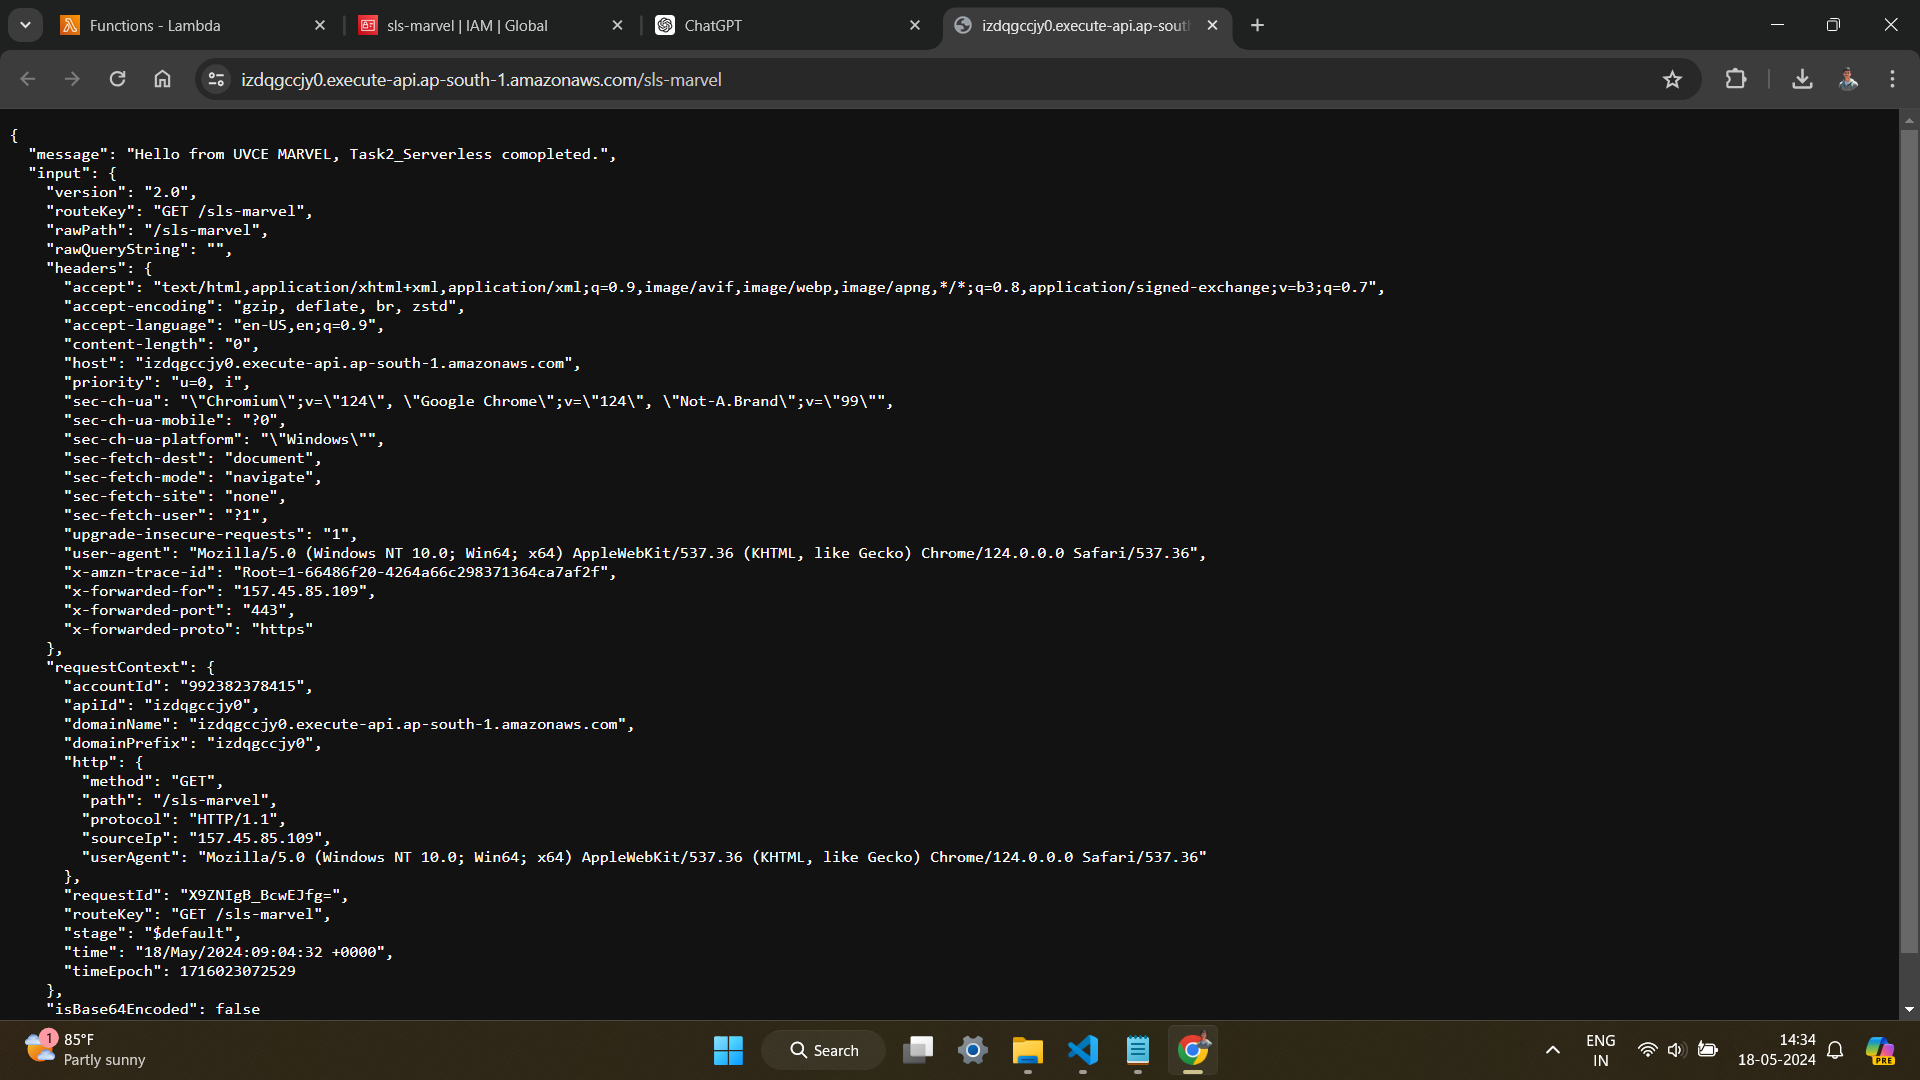 Functions - Lambda
sls-marvel | IAM | Global
ChatGPT
izdqgccjy0.execute-api.ap-sout
izdqgccjy0.execute-api.ap-south-1.amazonaws.com/sls-marvel
{
"message": "Hello from UVCE MARVEL, Task2_Serverless comopleted.",
"input": {
"version": "2.0",
"routeKey": "GET /sls-marvel",
"rawPath": "/sls-marvel",
"rawQueryString": "",
"headers": {
"accept": "text/html,application/xhtml+xml,application/xml;q=0.9,image/avif,image/webp,image/apng,*/*;q=0.8,application/signed-exchange;v=b3;q=0.7",
"accept-encoding": "gzip, deflate, br, zstd",
"accept-language": "en-US,en;q=0.9",
"content-length": "0",
"host": "izdqgccjy0.execute-api.ap-south-1.amazonaws.com",
"priority": "u=0, i",
"sec-ch-ua": "\"Chromium\";v=\"124\", \"Google Chrome\";v=\"124\", \"Not-A.Brand\";v=\"99\"",
"sec-ch-ua-mobile": "?0",
"sec-ch-ua-platform": "\"Windows\"",
"sec-fetch-dest": "document",
"sec-fetch-mode": "navigate",
"sec-fetch-site": "none",
"sec-fetch-user": "?1",
"upgrade-insecure-requests": "1",
"user-agent": "Mozilla/5.0 (Windows NT 10.0; Win64; x64) AppleWebKit/537.36 (KHTML, like Gecko) Chrome/124.0.0.0 Safari/537.36",
"x-amzn-trace-id": "Root=1-66486f20-4264a66c298371364ca7af2f",
"x-forwarded-for": "157.45.85.109",
"x-forwarded-port": "443",
"x-forwarded-proto": "https"
},
"requestContext": {
"accountId": "992382378415",
"apiId": "izdqgccjy0",
"domainName": "izdqgccjy0.execute-api.ap-south-1.amazonaws.com",
"domainPrefix": "izdqgccjy0",
"http": {
"method": "GET",
"path": "/sls-marvel",
"protocol": "HTTP/1.1",
"sourceIp": "157.45.85.109",
"userAgent": "Mozilla/5.0 (Windows NT 10.0; Win64; x64) AppleWebKit/537.36 (KHTML, like Gecko) Chrome/124.0.0.0 Safari/537.36"
},
"requestId": "X9ZNIgB_BcwEJfg=",
"routeKey": "GET /sls-marvel",
"stage": "$default",
"time": "18/May/2024:09:04:32 +0000",
"timeEpoch": 1716023072529
},
"isBase64Encoded": false
1
85°F
Partly sunny
Search
ENG
IN
14:34
18-05-2024
PRE